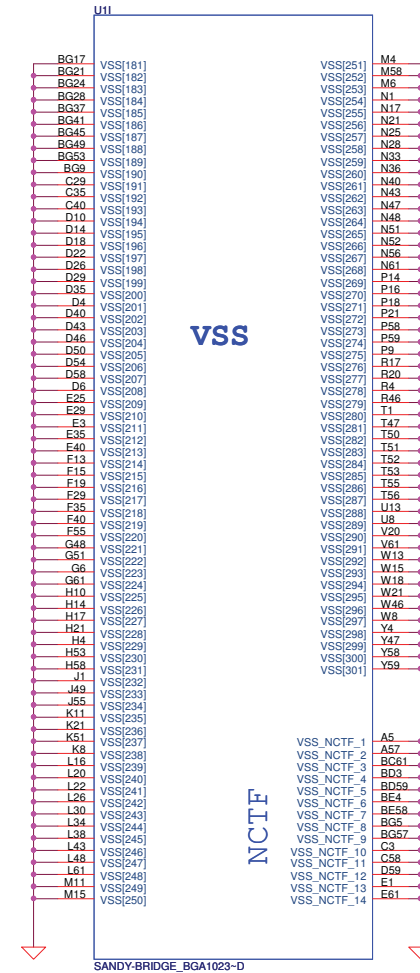 U1I
BG17 VSS[181]
BG21 VSS[182]
BG24 VSS[183]
BG28 VSS[184]
BG37 VSS[185]
BG41 VSS[186]
BG45 VSS[187]
BG49 VSS[188]
BG53 VSS[189]
BG9 VSS[190]
C29 VSS[191]
C35 VSS[192]
C40 VSS[193]
D10 VSS[194]
D14 VSS[195]
D18 VSS[196]
D22 VSS[197]
D26 VSS[198]
D29 VSS[199]
D35 VSS[200]
D4 VSS[201]
D40 VSS[202]
D43 VSS[203]
D46 VSS[204]
D50 VSS[205]
D54 VSS[206]
D58 VSS[207]
D6 VSS[208]
E25 VSS[209]
E29 VSS[210]
E3 VSS[211]
E35 VSS[212]
E40 VSS[213]
F13 VSS[214]
F15 VSS[215]
F19 VSS[216]
F29 VSS[217]
F35 VSS[218]
F40 VSS[219]
F55 VSS[220]
G48 VSS[221]
G51 VSS[222]
G6 VSS[223]
G61 VSS[224]
H10 VSS[225]
H14 VSS[226]
H17 VSS[227]
H21 VSS[228]
H4 VSS[229]
H53 VSS[230]
H58 VSS[231]
J1 VSS[232]
J49 VSS[233]
J55 VSS[234]
K11 VSS[235]
K21 VSS[236]
K51 VSS[237]
K8 VSS[238]
L16 VSS[239]
L20 VSS[240]
L22 VSS[241]
L26 VSS[242]
L30 VSS[243]
L34 VSS[244]
L38 VSS[245]
L43 VSS[246]
L48 VSS[247]
L61 VSS[248]
M11 VSS[249]
M15 VSS[250]
VSS
NCTF
VSS[251] M4
VSS[252] M58
VSS[253] M6
VSS[254] N1
VSS[255] N17
VSS[256] N21
VSS[257] N25
VSS[258] N28
VSS[259] N33
VSS[260] N36
VSS[261] N40
VSS[262] N43
VSS[263] N47
VSS[264] N48
VSS[265] N51
VSS[266] N52
VSS[267] N56
VSS[268] N61
VSS[269] P14
VSS[270] P16
VSS[271] P18
VSS[272] P21
VSS[273] P58
VSS[274] P59
VSS[275] P9
VSS[276] R17
VSS[277] R20
VSS[278] R4
VSS[279] R46
VSS[280] T1
VSS[281] T47
VSS[282] T50
VSS[283] T51
VSS[284] T52
VSS[285] T53
VSS[286] T55
VSS[287] T56
VSS[288] U13
VSS[289] U8
VSS[290] V20
VSS[291] V61
VSS[292] W13
VSS[293] W15
VSS[294] W18
VSS[295] W21
VSS[296] W46
VSS[297] W8
VSS[298] Y4
VSS[299] Y47
VSS[300] Y58
VSS[301] Y59
VSS_NCTF_1 A5
VSS_NCTF_2 A57
VSS_NCTF_3 BC61
VSS_NCTF_4 BD3
VSS_NCTF_5 BD59
VSS_NCTF_6 BE4
VSS_NCTF_7 BE58
VSS_NCTF_8 BG5
VSS_NCTF_9 BG57
VSS_NCTF_10 C3
VSS_NCTF_11 C58
VSS_NCTF_12 D59
VSS_NCTF_13 E1
VSS_NCTF_14 E61
SANDY-BRIDGE_BGA1023~D